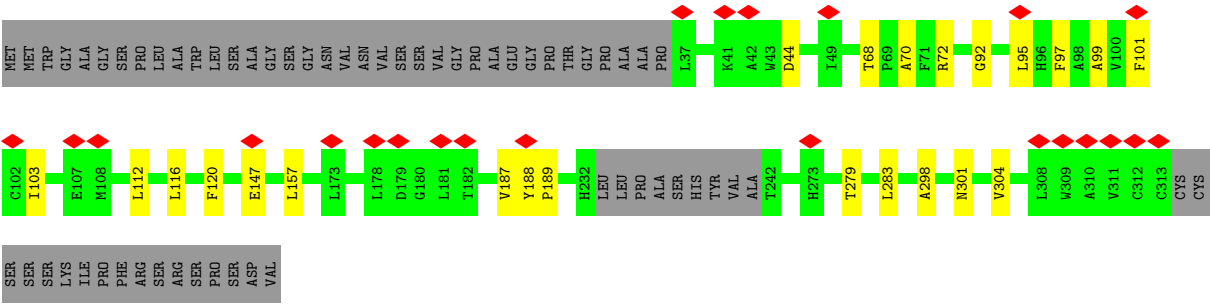 MET MET TRP GLY ALA GLY SER PRO LEU ALA TRP LEU SER ALA GLY SER GLY ASN VAL ASN VAL SER SER VAL GLY PRO ALA GLU GLY PRO THR GLY PRO ALA ALA PRO L37 K41 A42 W43 D44 I49 T68 P69 A70 F71 R72 G92 L95 H96 F97 A98 A99 V100 F101
C102 I103 E107 M108 L112 L116 F120 E147 L157 L173 L178 D179 G180 L181 T182 V187 Y188 P189 H232 LEU LEU PRO ALA SER HIS TYR VAL ALA T242 H273 T279 L283 A298 N301 V304 L308 W309 A310 V311 C312 C313 CYS CYS
SER SER SER LYS ILE PRO PHE ARG SER ARG SER PRO SER ASP VAL